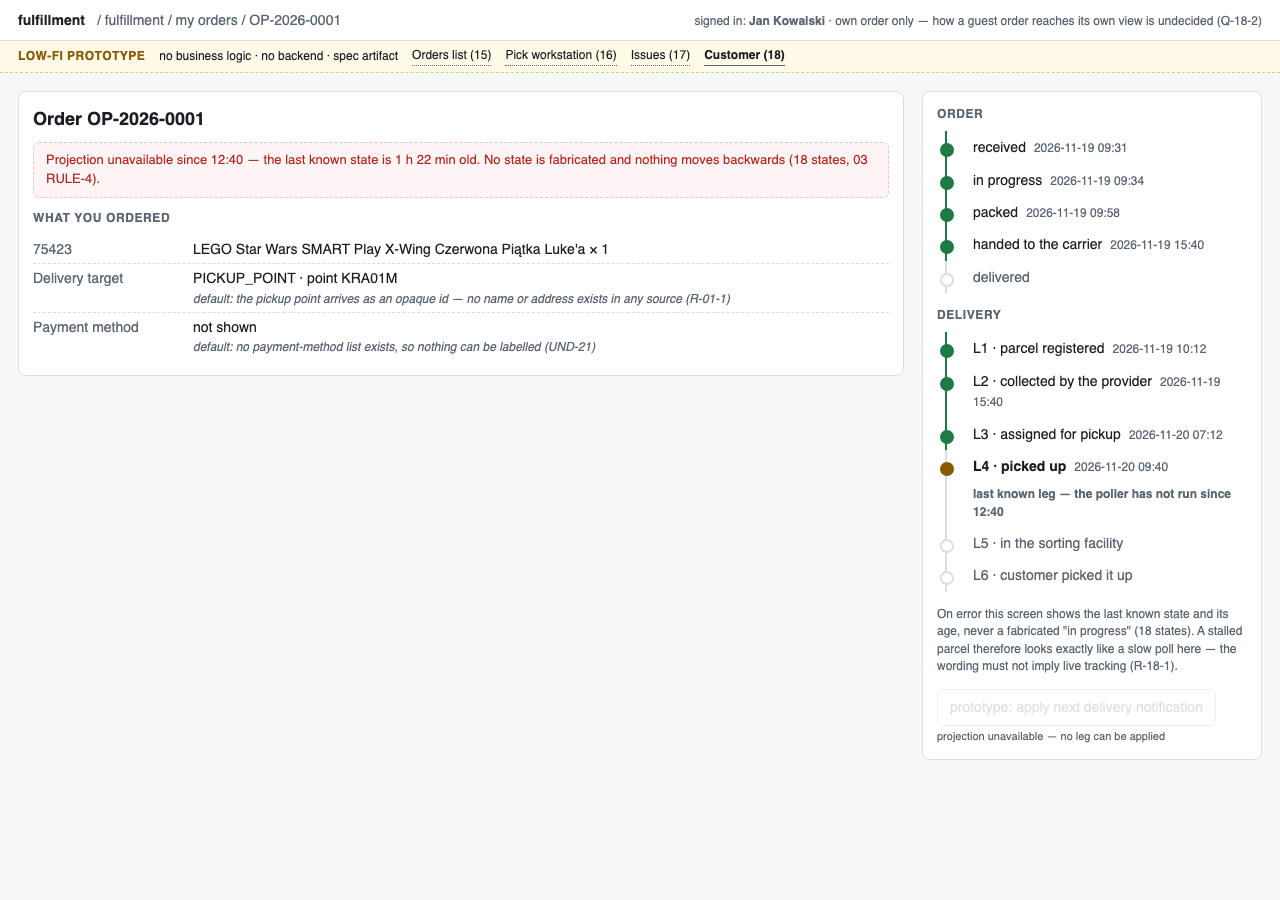 fulfillment / fulfillment / my orders / OP-2026-0001
signed in: Jan Kowalski · own order only — how a guest order reaches its own view is undecided (Q-18-2)
LOW-FI PROTOTYPE no business logic · no backend · spec artifact Orders list (15) Pick workstation (16) Issues (17) Customer (18)
Order OP-2026-0001
Projection unavailable since 12:40 — the last known state is 1 h 22 min old. No state is fabricated and nothing moves backwards (18 states, 03
RULE-4).
WHAT YOU ORDERED
75423 LEGO Star Wars SMART Play X-Wing Czerwona Piątka Luke'a × 1
Delivery target PICKUP_POINT · point KRA01M
default: the pickup point arrives as an opaque id — no name or address exists in any source (R-01-1)
Payment method not shown
default: no payment-method list exists, so nothing can be labelled (UND-21)
ORDER
received 2026-11-19 09:31
in progress 2026-11-19 09:34
packed 2026-11-19 09:58
handed to the carrier 2026-11-19 15:40
delivered
DELIVERY
L1 · parcel registered 2026-11-19 10:12
L2 · collected by the provider 2026-11-19
15:40
L3 · assigned for pickup 2026-11-20 07:12
L4 · picked up 2026-11-20 09:40
last known leg — the poller has not run since
12:40
L5 · in the sorting facility
L6 · customer picked it up
On error this screen shows the last known state and its
age, never a fabricated "in progress" (18 states). A stalled
parcel therefore looks exactly like a slow poll here — the
wording must not imply live tracking (R-18-1).
prototype: apply next delivery notification
projection unavailable — no leg can be applied